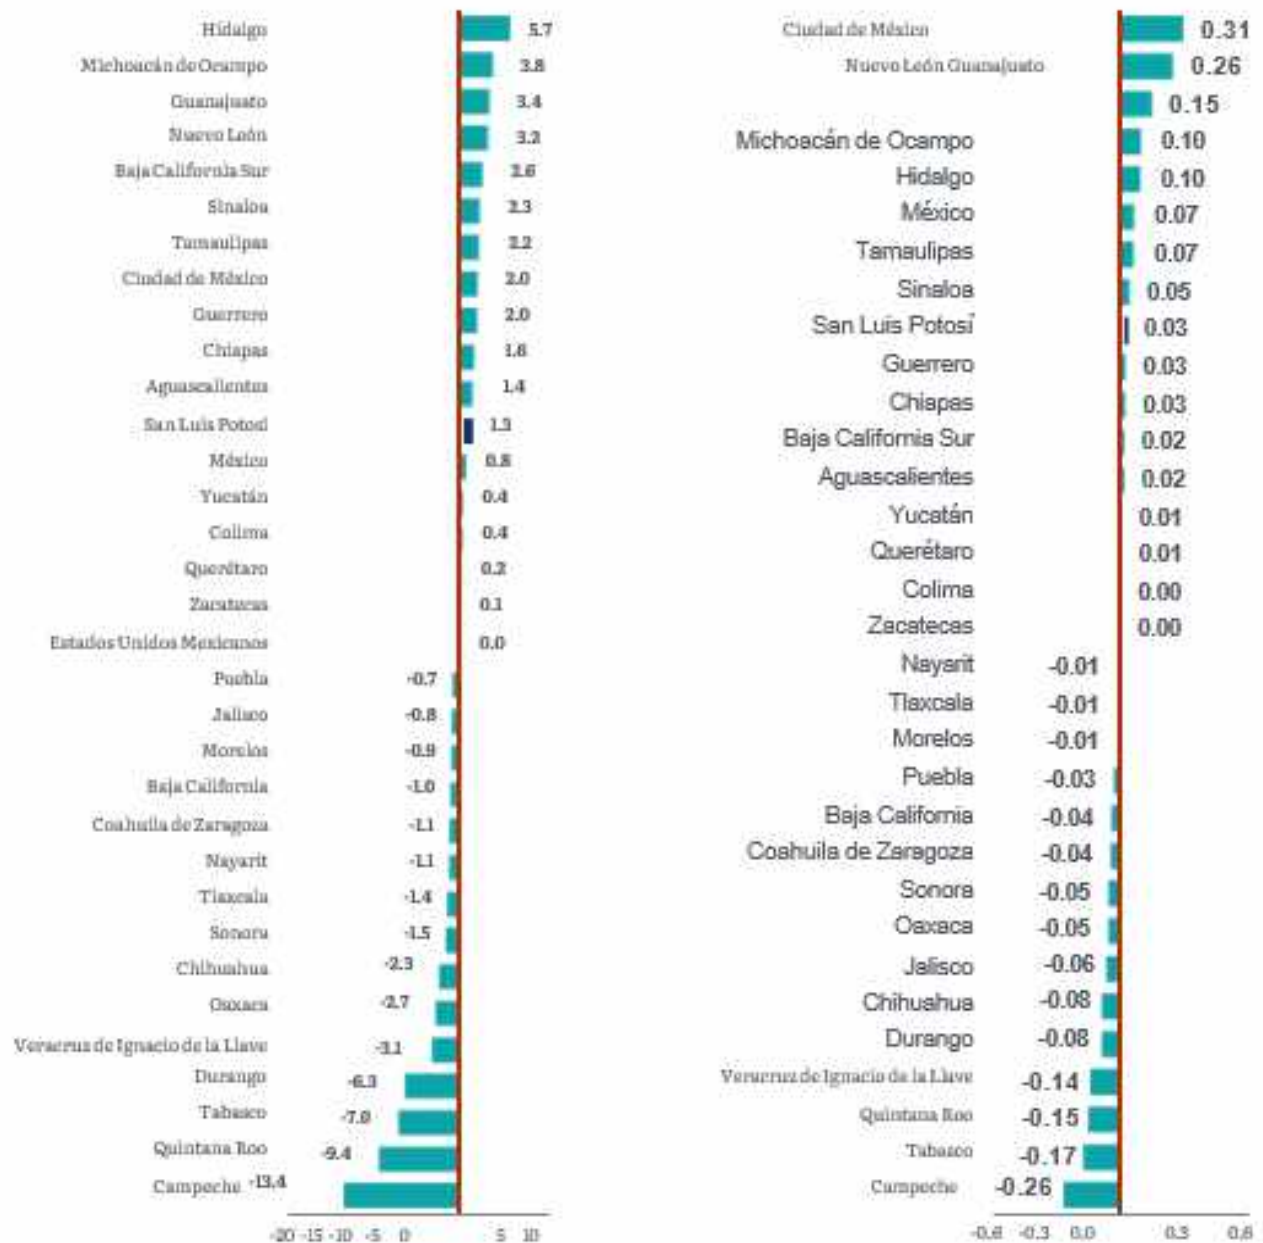 Hidalgo 5.7
Michoacán de Ocampo 3.8
Guanajuato 3.4
Nuevo León 3.2
Baja California Sur 2.6
Sinaloa 2.3
Tamaulipas 2.2
Ciudad de México 2.0
Guerrero 2.0
Chiapas 1.6
Aguascalientes 1.4
San Luis Potosí 1.3
México 0.8
Yucatán 0.4
Colima 0.4
Querétaro 0.2
Zacatecas 0.1
Estados Unidos Mexicanos 0.0
Puebla -0.7
Jalisco -0.8
Morelos -0.9
Baja California -1.0
Coahuila de Zaragoza -1.1
Nayarit -1.1
Tlaxcala -1.4
Sonora -1.5
Chihuahua -2.3
Oaxaca -2.7
Veracruz de Ignacio de la Llave -3.1
Durango -6.3
Tabasco
Quintana Roo -9.4
Campeche -13.4
-20 -15 -10 -5 0 5 10
Ciudad de México 0.31
Nuevo León Guanajuato 0.26
0.15
Michoacán de Ocampo 0.10
Hidalgo 0.10
México 0.07
Tamaulipas 0.07
Sinaloa 0.05
San Luis Potosí 0.03
Guerrero 0.03
Chiapas 0.03
Baja California Sur 0.02
Aguascalientes 0.02
Yucatán 0.01
Querétaro 0.01
Colima 0.00
Zacatecas 0.00
Nayarit -0.01
Tlaxcala -0.01
Morelos -0.01
Puebla -0.03
Baja California -0.04
Coahuila de Zaragoza -0.04
Sonora -0.05
Oaxaca -0.05
Jalisco -0.06
Chihuahua -0.08
Durango -0.08
Veracruz de Ignacio de la Llave -0.14
Quintana Roo -0.15
Tabasco -0.17
Campeche -0.26
-0.6 -0.3 0.0 0.3 0.6